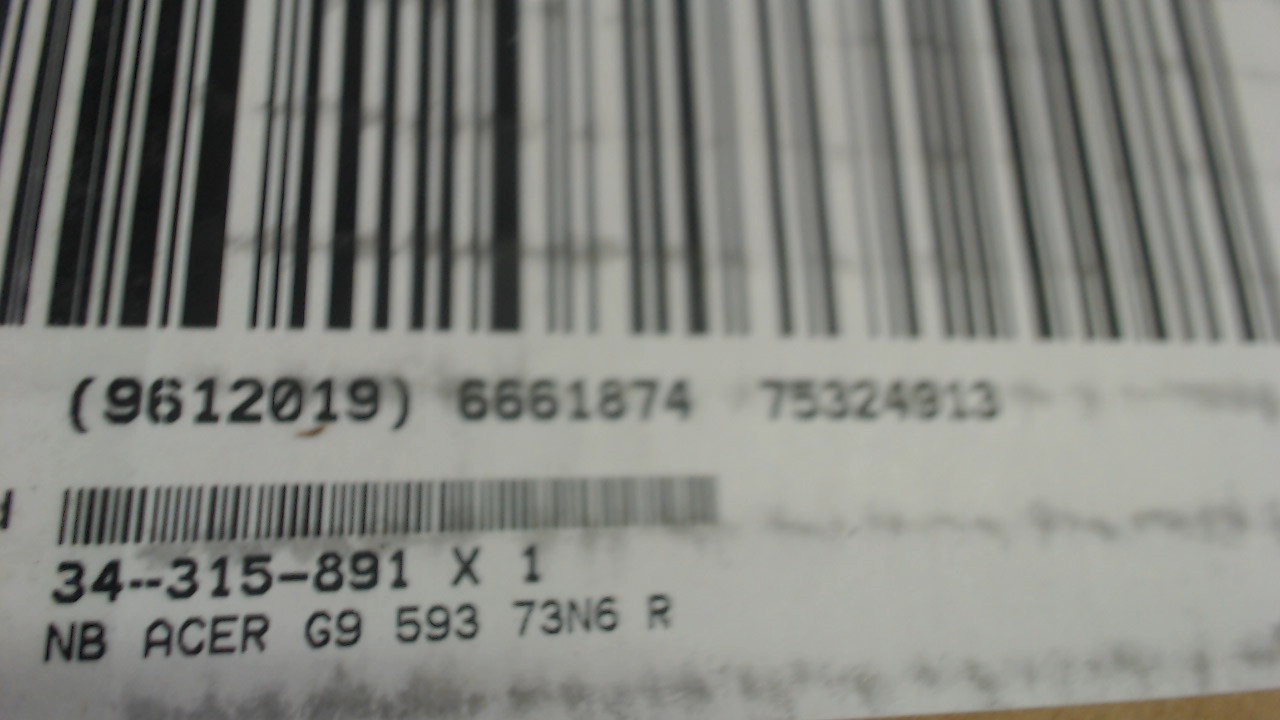 (9612019) 6661874 75324913
34--315-891 X 1
NB ACER G9 593 73N6 R